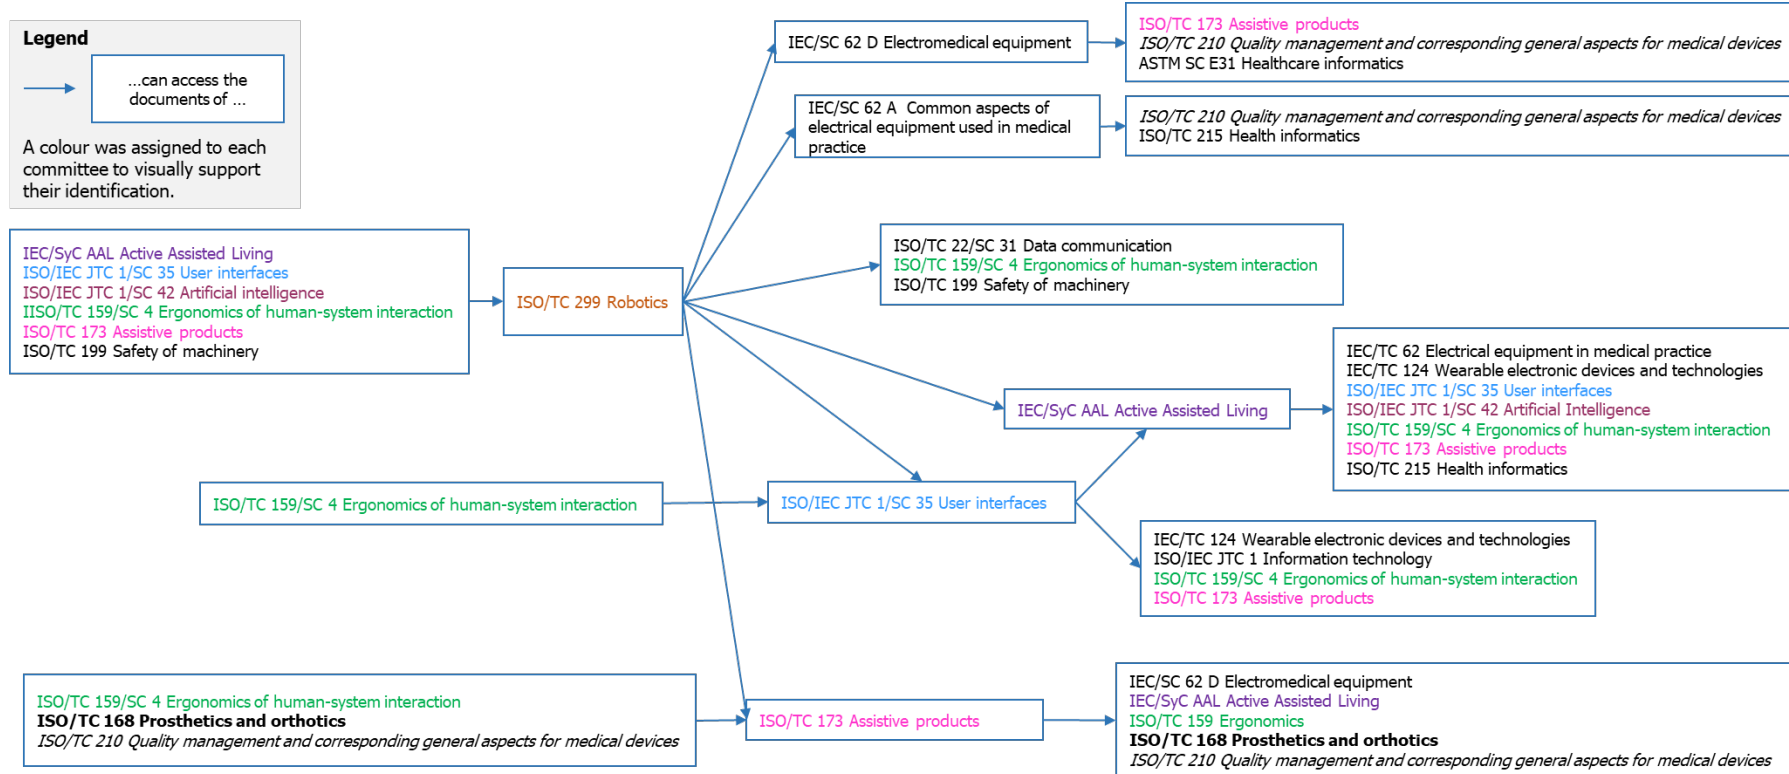 Legend
...can access the
documents of ...
A colour was assigned to each
committee to visually support
their identification.
IEC/SC 62 D Electromedical equipment
ISO/TC 173 Assistive products
ISO/TC 210 Quality management and corresponding general aspects for medical devices
ASTM SC E31 Healthcare informatics
IEC/SC 62 A Common aspects of
electrical equipment used in medical
practice
ISO/TC 210 Quality management and corresponding general aspects for medical devices
ISO/TC 215 Health informatics
IEC/SyC AAL Active Assisted Living
ISO/IEC JTC 1/SC 35 User interfaces
ISO/IEC JTC 1/SC 42 Artificial intelligence
IISO/TC 159/SC 4 Ergonomics of human-system interaction
ISO/TC 173 Assistive products
ISO/TC 199 Safety of machinery
ISO/TC 299 Robotics
ISO/TC 22/SC 31 Data communication
ISO/TC 159/SC 4 Ergonomics of human-system interaction
ISO/TC 199 Safety of machinery
IEC/SyC AAL Active Assisted Living
IEC/TC 62 Electrical equipment in medical practice
IEC/TC 124 Wearable electronic devices and technologies
ISO/IEC JTC 1/SC 35 User interfaces
ISO/IEC JTC 1/SC 42 Artificial Intelligence
ISO/TC 159/SC 4 Ergonomics of human-system interaction
ISO/TC 173 Assistive products
ISO/TC 215 Health informatics
ISO/TC 159/SC 4 Ergonomics of human-system interaction
ISO/IEC JTC 1/SC 35 User interfaces
IEC/TC 124 Wearable electronic devices and technologies
ISO/IEC JTC 1 Information technology
ISO/TC 159/SC 4 Ergonomics of human-system interaction
ISO/TC 173 Assistive products
ISO/TC 159/SC 4 Ergonomics of human-system interaction
ISO/TC 168 Prosthetics and orthotics
ISO/TC 210 Quality management and corresponding general aspects for medical devices
ISO/TC 173 Assistive products
IEC/SC 62 D Electromedical equipment
IEC/SyC AAL Active Assisted Living
ISO/TC 159 Ergonomics
ISO/TC 168 Prosthetics and orthotics
ISO/TC 210 Quality management and corresponding general aspects for medical devices